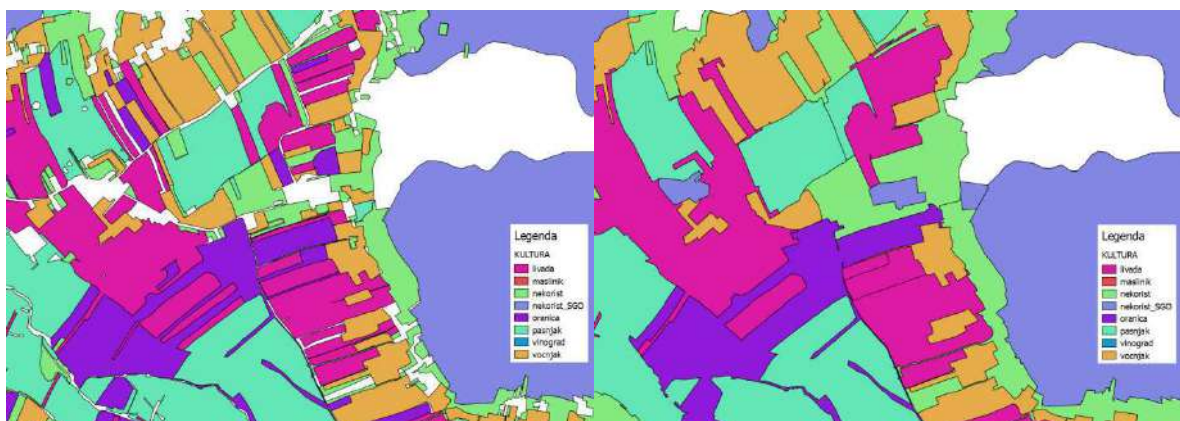 Legenda
KULTURA
livada
maslinik
nekorist
nekorist_SGO
oranica
pasnjak
vinograd
vocnjak
Legenda
KULTURA
livada
maslinik
nekorist
nekorist_SGO
oranica
pasnjak
vinograd
vocnjak